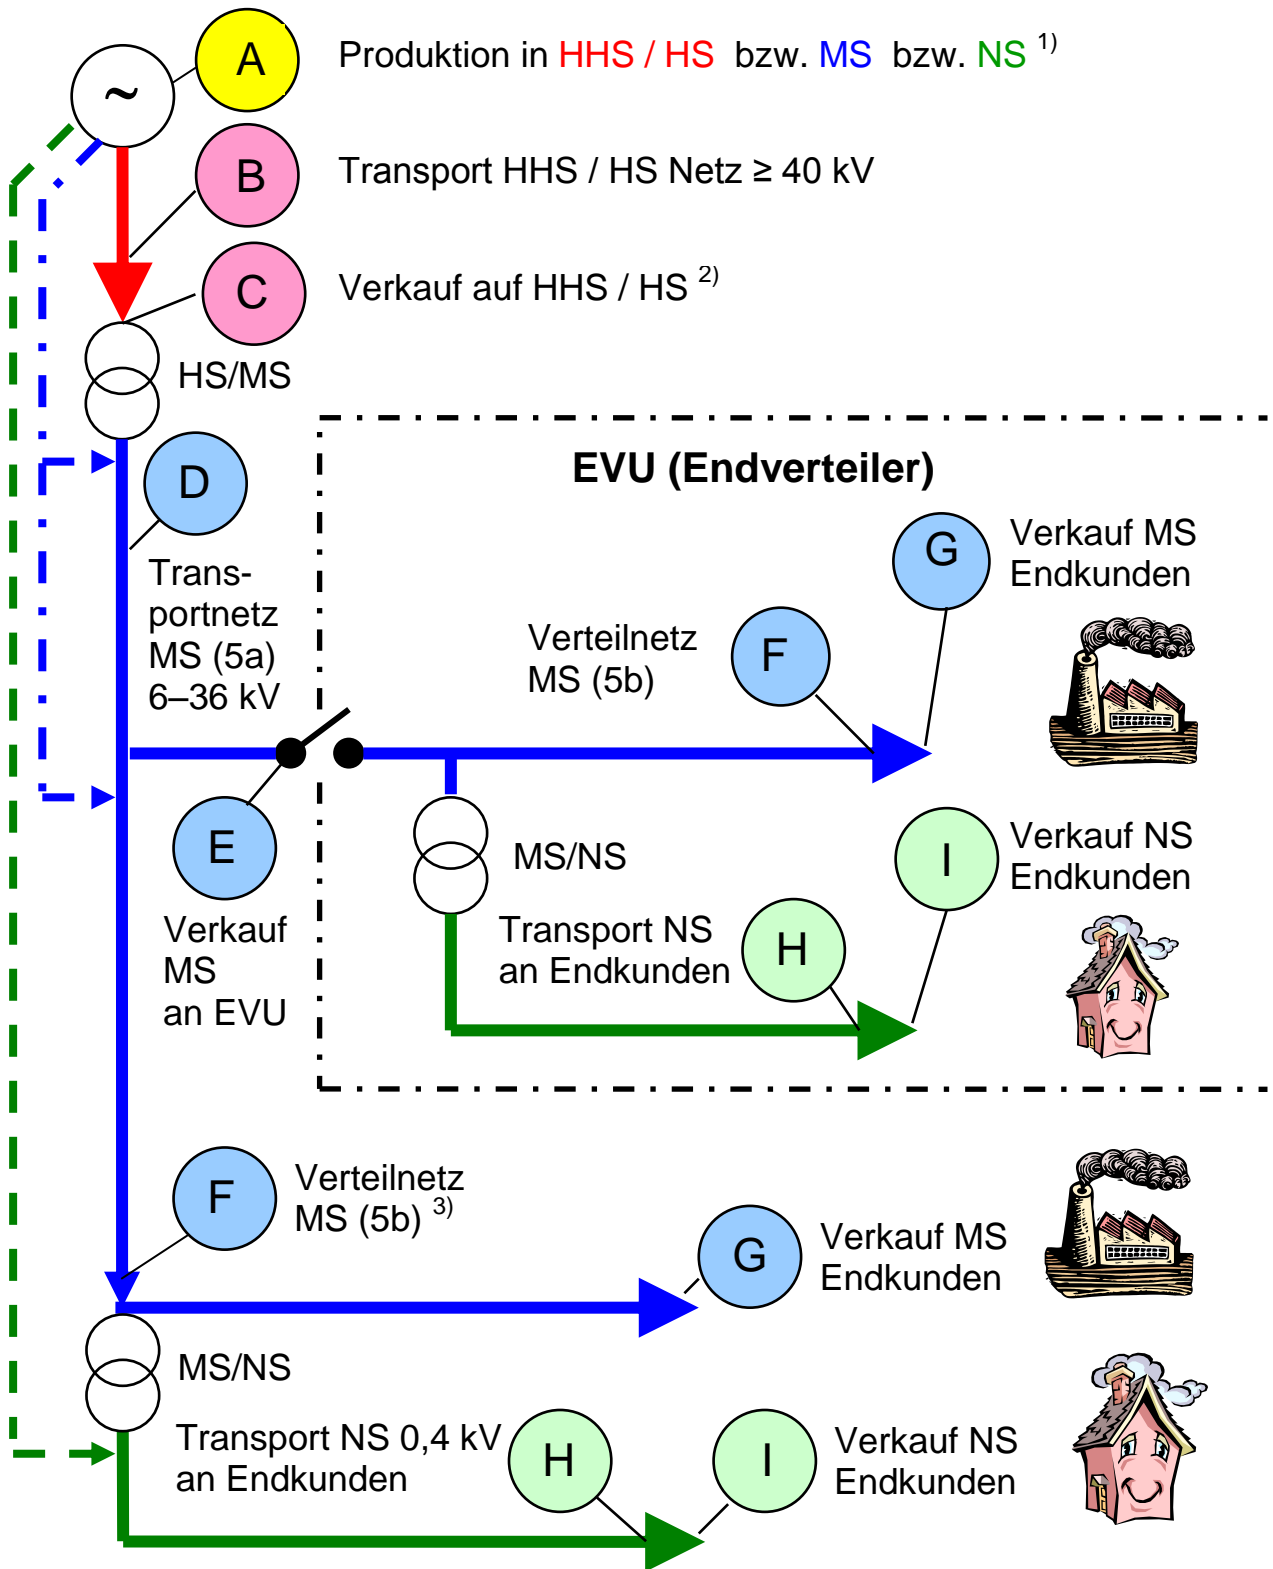 A
Produktion in HHS / HS bzw. MS bzw. NS 1)
~
B
Transport HHS / HS Netz ≥ 40 kV
C
Verkauf auf HHS / HS 2)
HS/MS
D
Trans-
portnetz
MS (5a)
6–36 kV
EVU (Endverteiler)
G
Verkauf MS
Endkunden
Verteilnetz
MS (5b)
F
E
Verkauf
MS
an EVU
MS/NS
I
Verkauf NS
Endkunden
Transport NS
an Endkunden
H
F
Verteilnetz
MS (5b) 3)
G
Verkauf MS
Endkunden
MS/NS
Transport NS 0,4 kV
an Endkunden
H
I
Verkauf NS
Endkunden